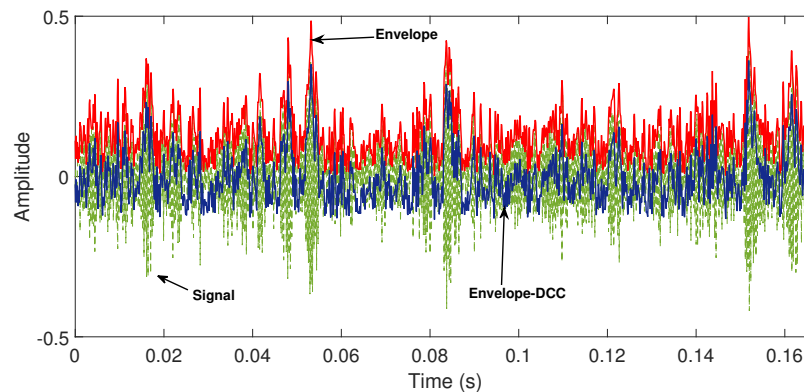 0.5
Envelope
Amplitude
0
Signal
Envelope-DCC
-0.5
0 0.02 0.04 0.06 0.08 0.1 0.12 0.14 0.16
Time (s)